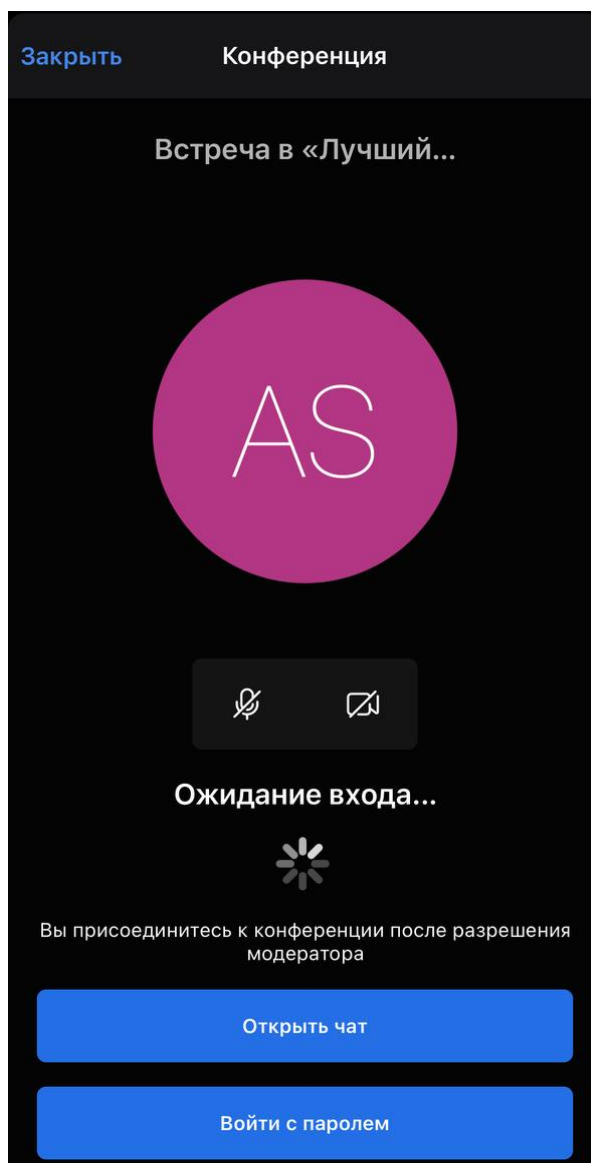 Закрыть Конференция
Встреча в «Лучший...
AS
Ожидание входа...
Вы присоединитесь к конференции после разрешения
модератора
Открыть чат
Войти с паролем